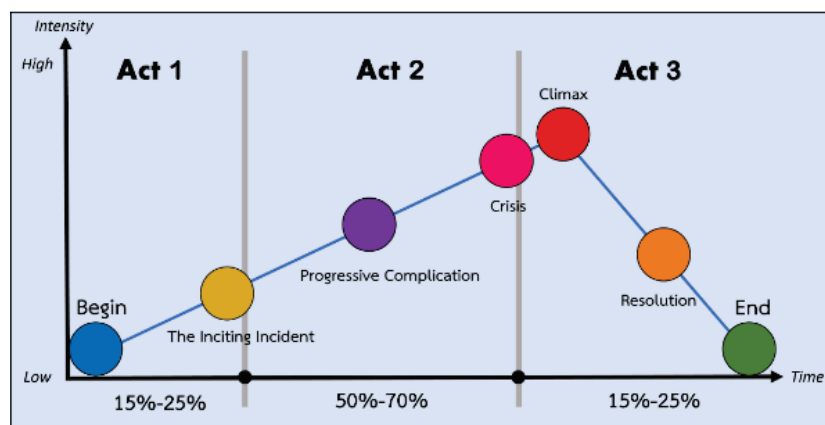 Intensity
High
Act 1
Act 2
Act 3
Climax
Crisis
Progressive Complication
Resolution
The Inciting Incident
Begin
End
Low
Time
15%-25%
50%-70%
15%-25%